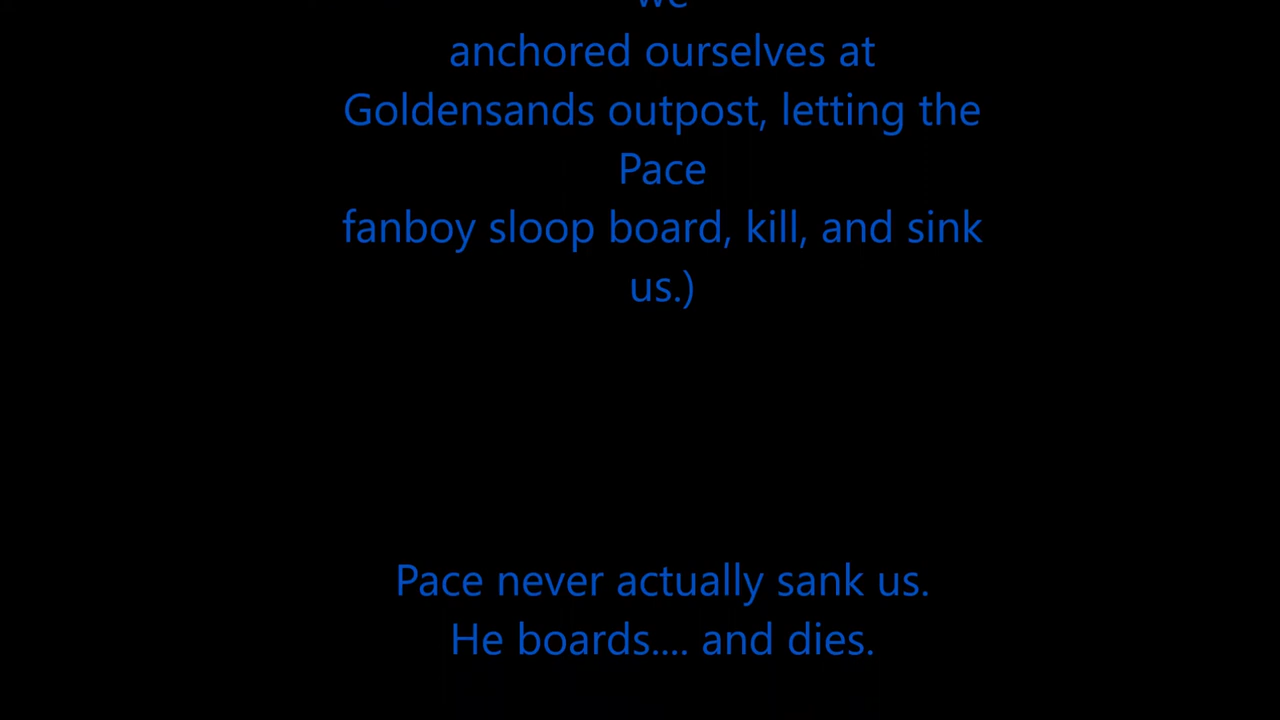 we
anchored ourselves at
Goldensands outpost, letting the
Pace
fanboy sloop board, kill, and sink
us.)
Pace never actually sank us.
He boards.... and dies.